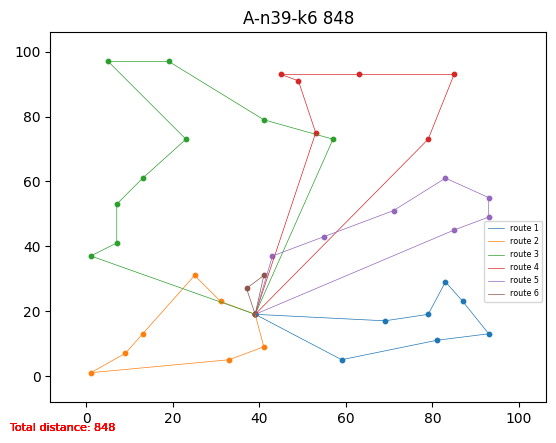 A-n39-k6 848
100
80
60
40
20
0
0 20 40 60 80 100
route 1
route 2
route 3
route 4
route 5
route 6
Total distance: 848